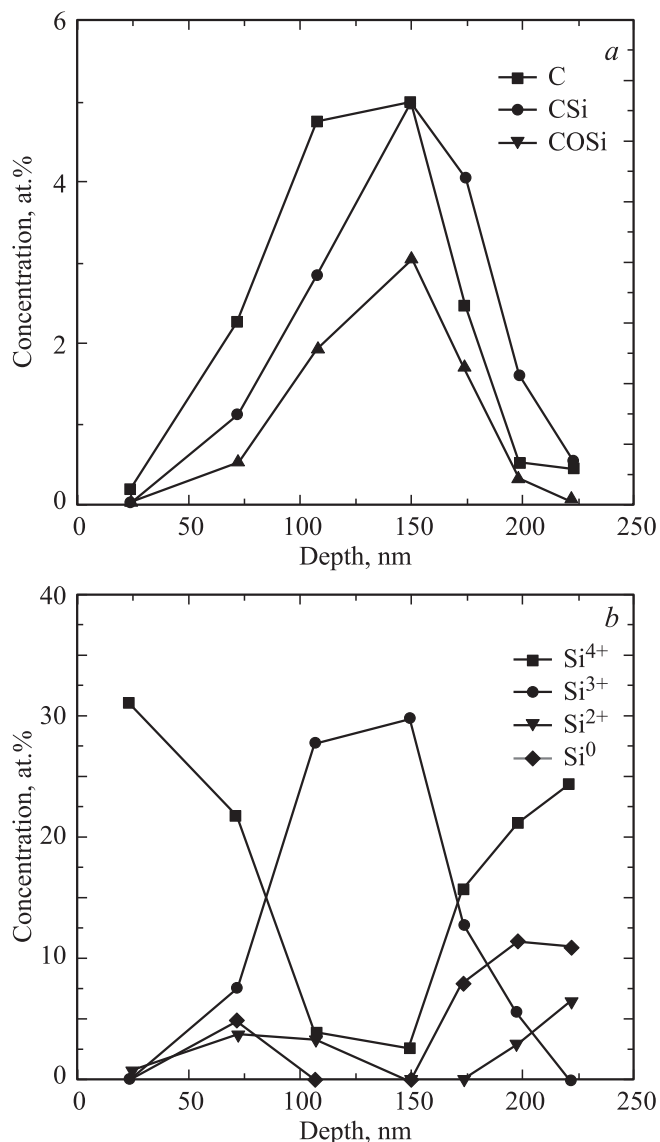 6
a
C
CSi
COSi
4
2
0
Concentration, at.%
0 50 100 150 200 250
Depth, nm
40
b
Si⁴⁺
Si³⁺
Si²⁺
Si⁰
30
20
10
0
Concentration, at.%
0 50 100 150 200 250
Depth, nm